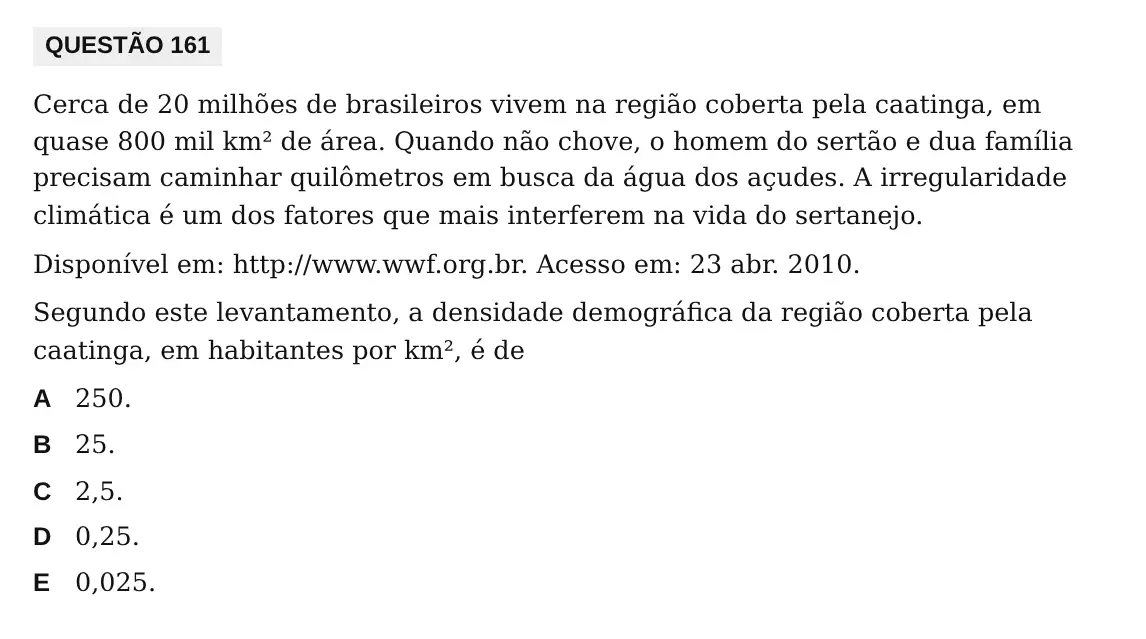 QUESTÃO 161
Cerca de 20 milhões de brasileiros vivem na região coberta pela caatinga, em
quase 800 mil km² de área. Quando não chove, o homem do sertão e dua família
precisam caminhar quilômetros em busca da água dos açudes. A irregularidade
climática é um dos fatores que mais interferem na vida do sertanejo.
Disponível em: http://www.wwf.org.br. Acesso em: 23 abr. 2010.
Segundo este levantamento, a densidade demográfica da região coberta pela
caatinga, em habitantes por km², é de
A 250.
B 25.
C 2,5.
D 0,25.
E 0,025.